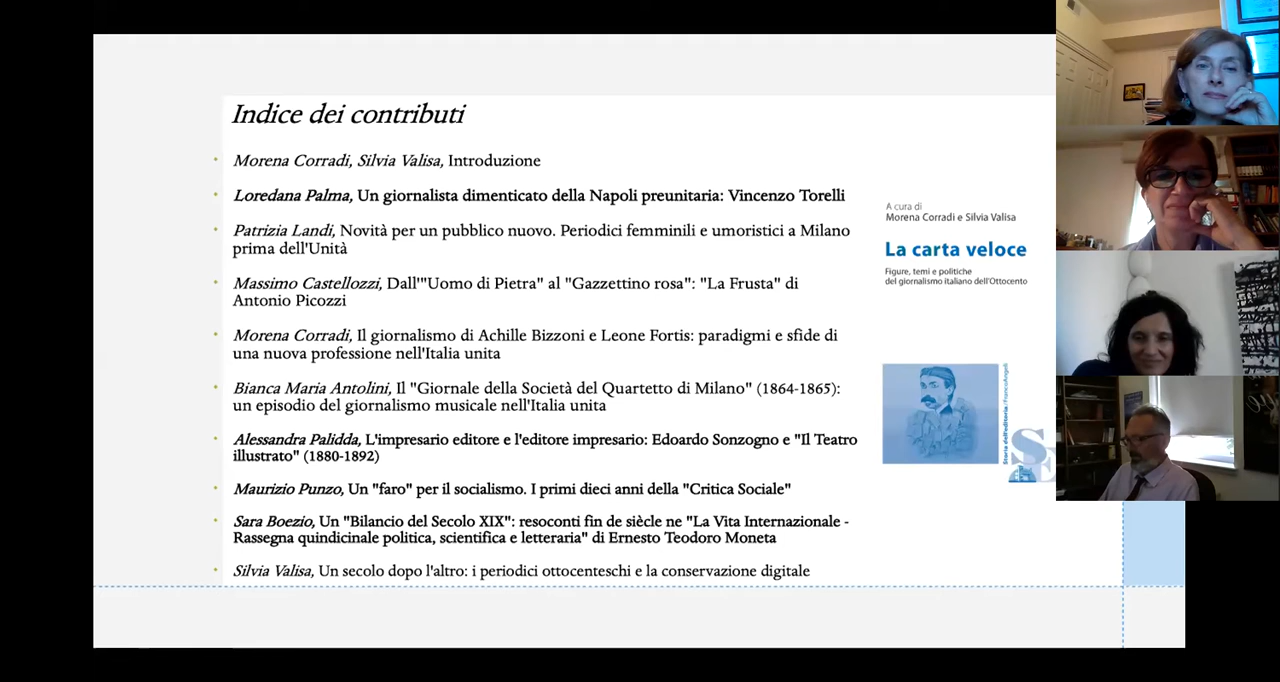 Indice dei contributi
Morena Corradi, Silvia Valisa, Introduzione
Loredana Palma, Un giornalista dimenticato della Napoli preunitaria: Vincenzo Torelli
Patrizia Landi, Novità per un pubblico nuovo. Periodici femminili e umoristici a Milano
prima dell'Unità
Massimo Castellozzi, Dall'"Uomo di Pietra" al "Gazzettino rosa": "La Frusta" di
Antonio Picozzi
Morena Corradi, Il giornalismo di Achille Bizzoni e Leone Fortis: paradigmi e sfide di
una nuova professione nell'Italia unita
Bianca Maria Antolini, Il "Giornale della Società del Quartetto di Milano" (1864-1865):
un episodio del giornalismo musicale nell'Italia unita
Alessandra Palidda, L'impresario editore e l'editore impresario: Edoardo Sonzogno e "Il Teatro
illustrato" (1880-1892)
Maurizio Punzo, Un "faro" per il socialismo. I primi dieci anni della "Critica Sociale"
Sara Boezio, Un "Bilancio del Secolo XIX": resoconti fin de siècle ne "La Vita Internazionale -
Rassegna quindicinale politica, scientifica e letteraria" di Ernesto Teodoro Moneta
Silvia Valisa, Un secolo dopo l'altro: i periodici ottocenteschi e la conservazione digitale
A cura di
Morena Corradi e Silvia Valisa
La carta veloce
Figure, temi e politiche
del giornalismo italiano dell'Ottocento
Storia dell'editoria / FrancoAngeli
S